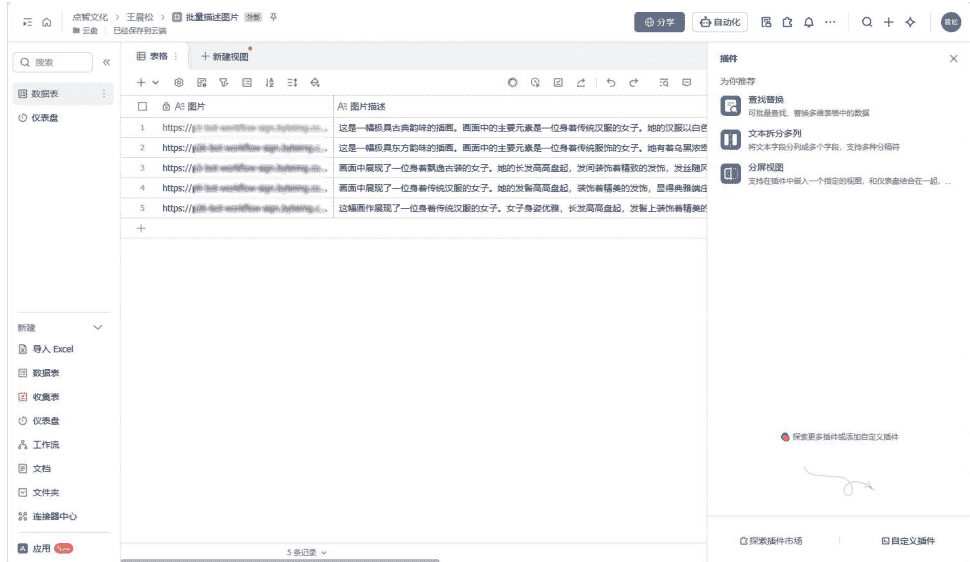 点智文化 > 王晨松 > 批量描述图片 外部
云盘 已经保存到云端
分享 自动化
搜索
数据表
仪表盘
表格
+ 新建视图
图片 图片描述
1 https:// 这是一幅极具古典韵味的插画。画面中的主要元素是一位身着传统汉服的女子。她的汉服以白色
2 https:// 这是一幅极具东方韵味的插画。画面中的主要元素是一位身着传统服饰的女子。她有着乌黑浓密
3 https:// 画面中展现了一位身着飘逸古装的女子。她的长发高高盘起，发间装饰着精致的发饰，发丝随风
4 https:// 画面中展现了一位身着传统汉服的女子。她的发髻高高盘起，装饰着精美的发饰，显得典雅端庄
5 https:// 这幅画作展现了一位身着传统汉服的女子。女子身姿优雅，长发高高盘起，发髻上装饰着精美的
5 条记录
新建
导入 Excel
数据表
收集表
仪表盘
工作流
文档
文件夹
连接器中心
应用 New
插件
为你推荐
查找替换
可批量查找、替换多维表格中的数据
文本拆分多列
将文本字段分列成多个字段，支持多种分隔符
分屏视图
支持在插件中嵌入一个指定的视图，和仪表盘结合在一起，...
探索更多插件或添加自定义插件
探索插件市场
自定义插件